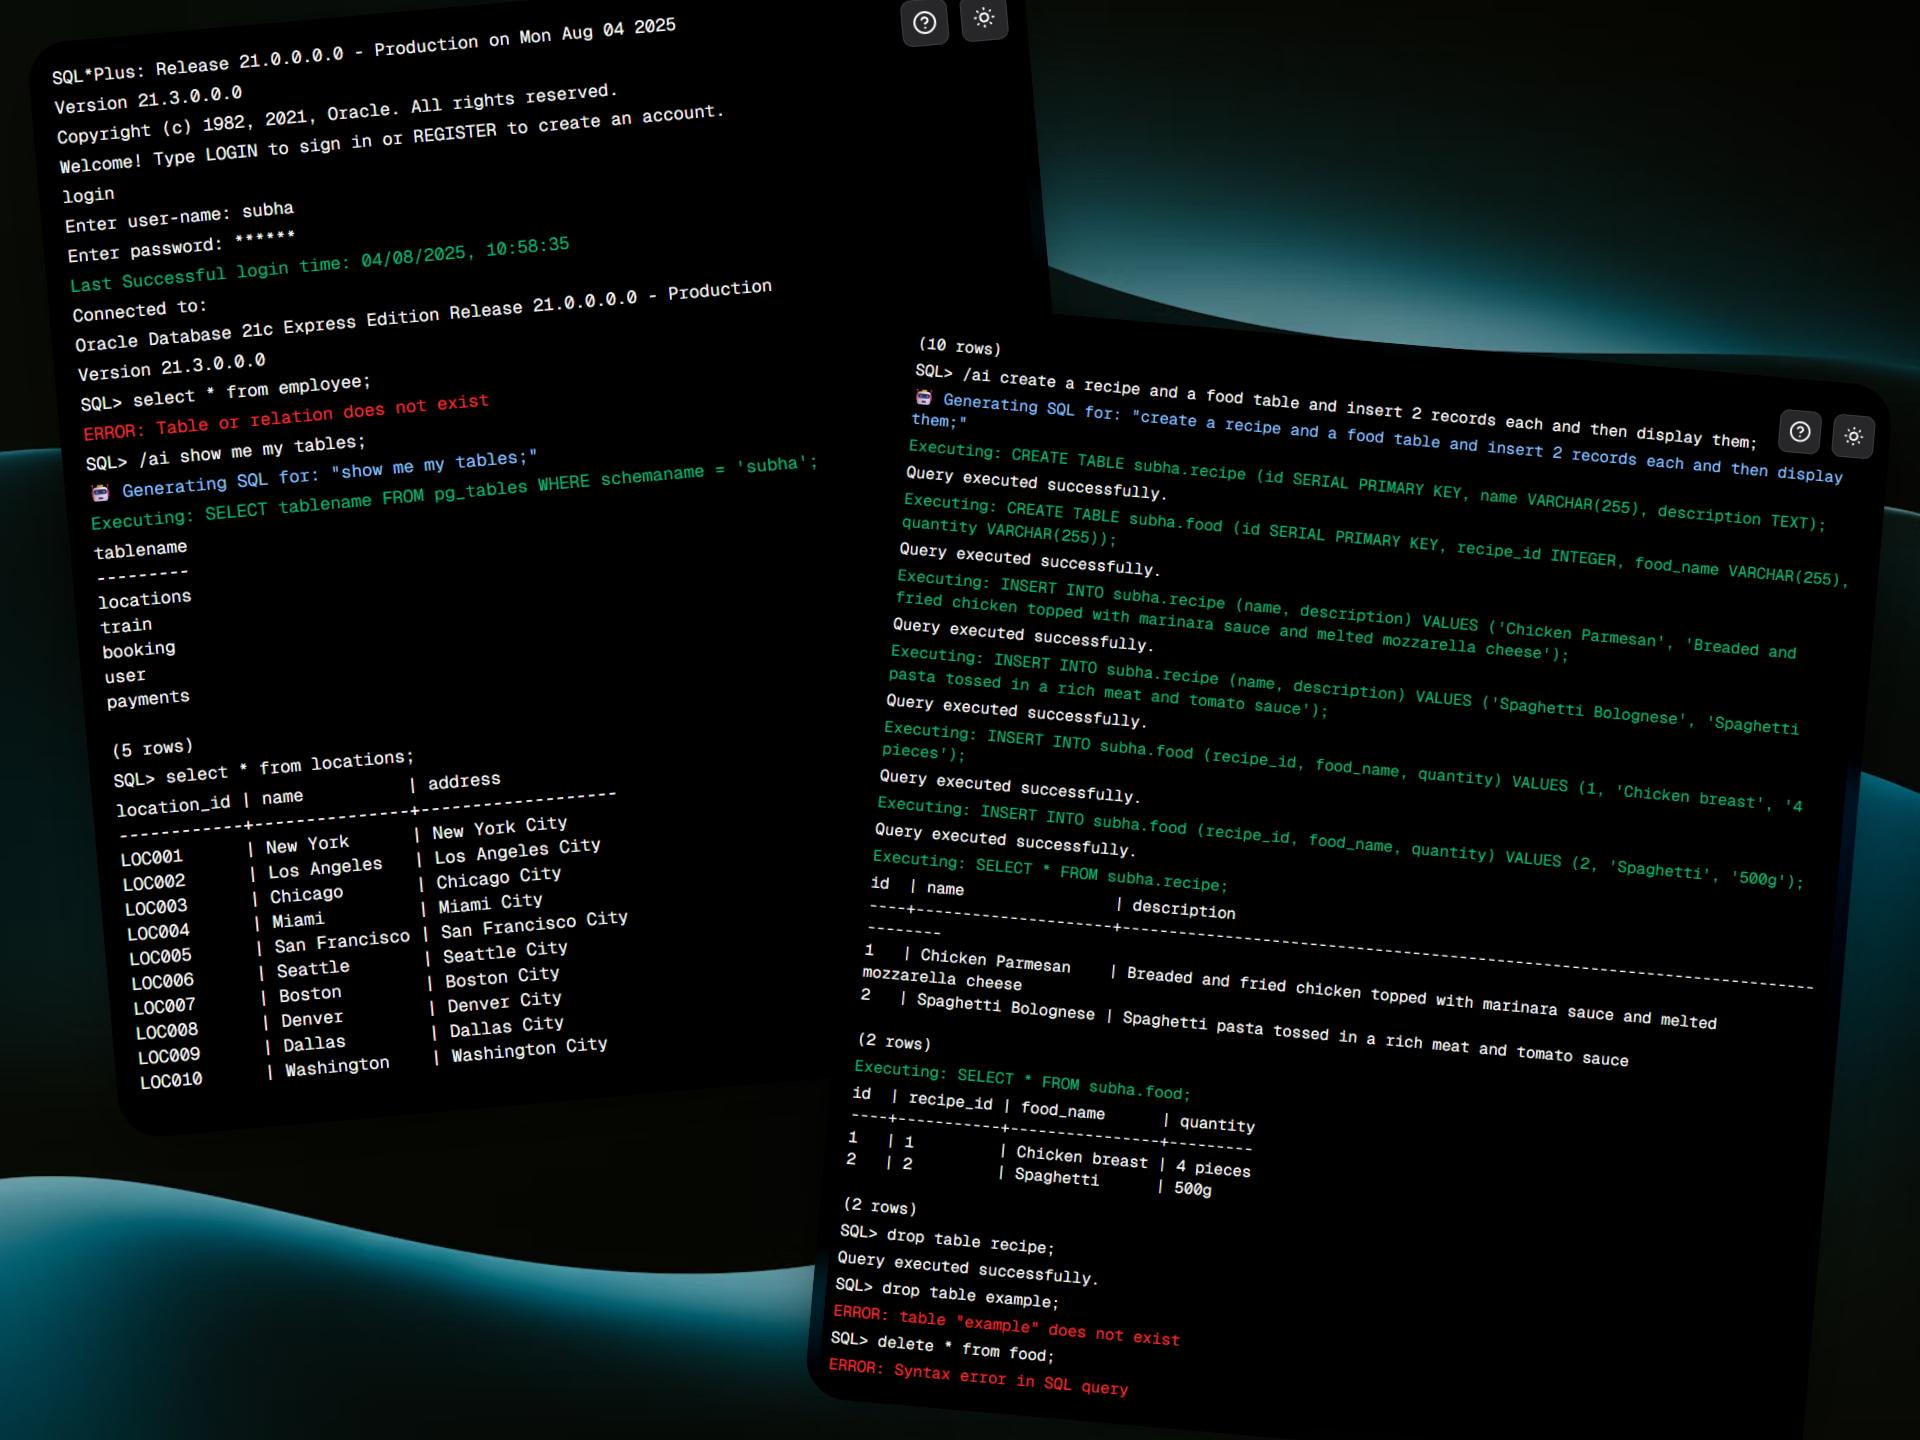 SQL*Plus: Release 21.0.0.0.0 - Production on Mon Aug 04 2025
Version 21.3.0.0.0
Copyright (c) 1982, 2021, Oracle. All rights reserved.
Welcome! Type LOGIN to sign in or REGISTER to create an account.
login
Enter user-name: subha
Enter password: ******
Last Successful login time: 04/08/2025, 10:58:35
Connected to:
Oracle Database 21c Express Edition Release 21.0.0.0.0 - Production
Version 21.3.0.0.0
SQL> select * from employee;
ERROR: Table or relation does not exist
SQL> /ai show me my tables;
🤖 Generating SQL for: "show me my tables;"
Executing: SELECT tablename FROM pg_tables WHERE schemaname = 'subha';
tablename
---------
locations
train
booking
user
payments
(5 rows)
SQL> select * from locations;
location_id | name          | address
------------+---------------+-------------------
LOC001      | New York      | New York City
LOC002      | Los Angeles   | Los Angeles City
LOC003      | Chicago       | Chicago City
LOC004      | Miami         | Miami City
LOC005      | San Francisco | San Francisco City
LOC006      | Seattle       | Seattle City
LOC007      | Boston        | Boston City
LOC008      | Denver        | Denver City
LOC009      | Dallas        | Dallas City
LOC010      | Washington    | Washington City
(10 rows)
SQL> /ai create a recipe and a food table and insert 2 records each and then display them;
🤖 Generating SQL for: "create a recipe and a food table and insert 2 records each and then display
them;"
Executing: CREATE TABLE subha.recipe (id SERIAL PRIMARY KEY, name VARCHAR(255), description TEXT);
Query executed successfully.
Executing: CREATE TABLE subha.food (id SERIAL PRIMARY KEY, recipe_id INTEGER, food_name VARCHAR(255),
quantity VARCHAR(255));
Query executed successfully.
Executing: INSERT INTO subha.recipe (name, description) VALUES ('Chicken Parmesan', 'Breaded and
fried chicken topped with marinara sauce and melted mozzarella cheese');
Query executed successfully.
Executing: INSERT INTO subha.recipe (name, description) VALUES ('Spaghetti Bolognese', 'Spaghetti
pasta tossed in a rich meat and tomato sauce');
Query executed successfully.
Executing: INSERT INTO subha.food (recipe_id, food_name, quantity) VALUES (1, 'Chicken breast', '4
pieces');
Query executed successfully.
Executing: INSERT INTO subha.food (recipe_id, food_name, quantity) VALUES (2, 'Spaghetti', '500g');
Query executed successfully.
Executing: SELECT * FROM subha.recipe;
id  | name                | description
----+---------------------+--------------------------------------------------------------------------
--------
1   | Chicken Parmesan    | Breaded and fried chicken topped with marinara sauce and melted
mozzarella cheese
2   | Spaghetti Bolognese | Spaghetti pasta tossed in a rich meat and tomato sauce
(2 rows)
Executing: SELECT * FROM subha.food;
id  | recipe_id | food_name      | quantity
----+-----------+----------------+---------
1   | 1         | Chicken breast | 4 pieces
2   | 2         | Spaghetti      | 500g
(2 rows)
SQL> drop table recipe;
Query executed successfully.
SQL> drop table example;
ERROR: table "example" does not exist
SQL> delete * from food;
ERROR: Syntax error in SQL query